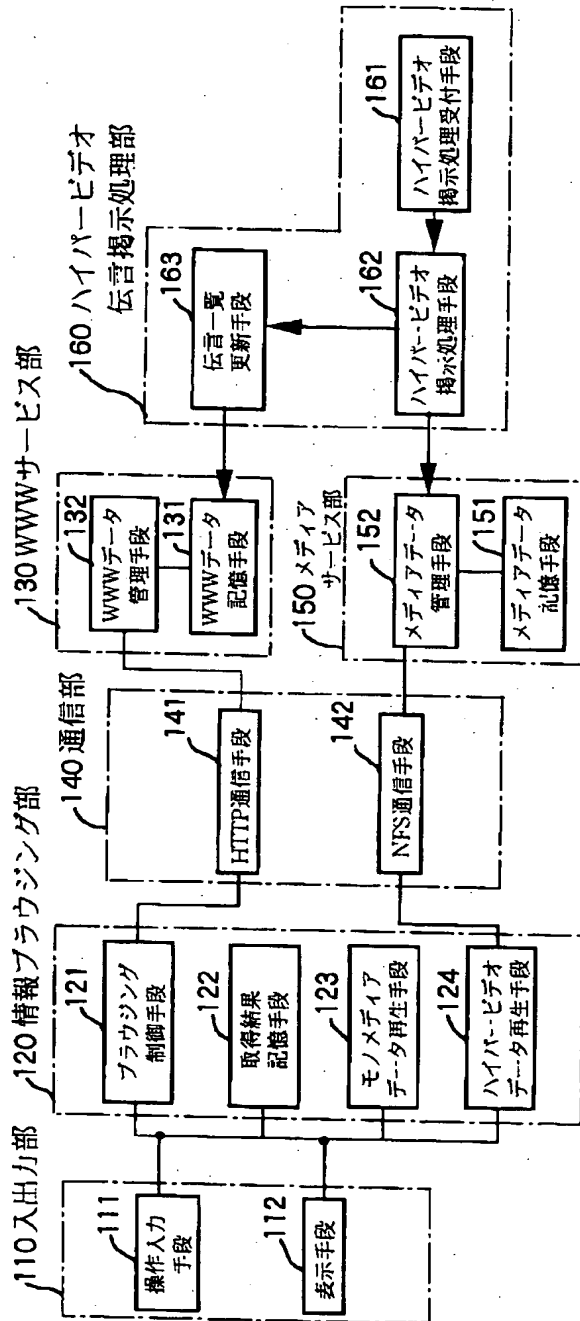 110 入出力部
111
操作入力
手段
112
表示手段
120 情報ブラウジング部
121
ブラウジング
制御手段
122
取得結果
記憶手段
123
モノメディア
データ再生手段
124
ハイパービデオ
データ再生手段
140 通信部
141
HTTP通信手段
142
NFS通信手段
130 WWWサービス部
132
WWWデータ
管理手段
131
WWWデータ
記憶手段
150 メディア
サービス部
152
メディアデータ
管理手段
151
メディアデータ
記憶手段
160 ハイパービデオ
伝言掲示処理部
163
伝言一覧
更新手段
162
ハイパービデオ
掲示処理手段
161
ハイパービデオ
掲示処理受付手段